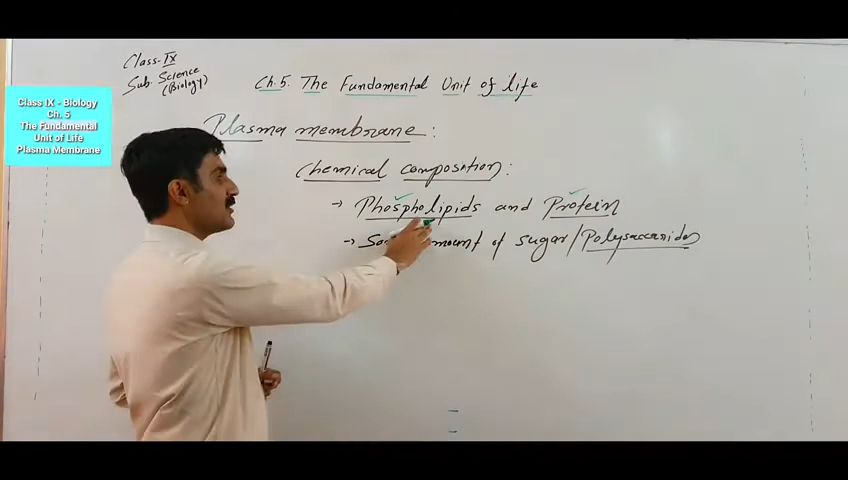 Class-IX
Sub. Science
(Biology)
Ch.5. The Fundamental Unit of life
Class IX - Biology
Ch. 5
The Fundamental
Unit of Life
Plasma Membrane
Plasma membrane:
Chemical composition:
→ Phospholipids and Protein
→ of sugar/Polysaccarides